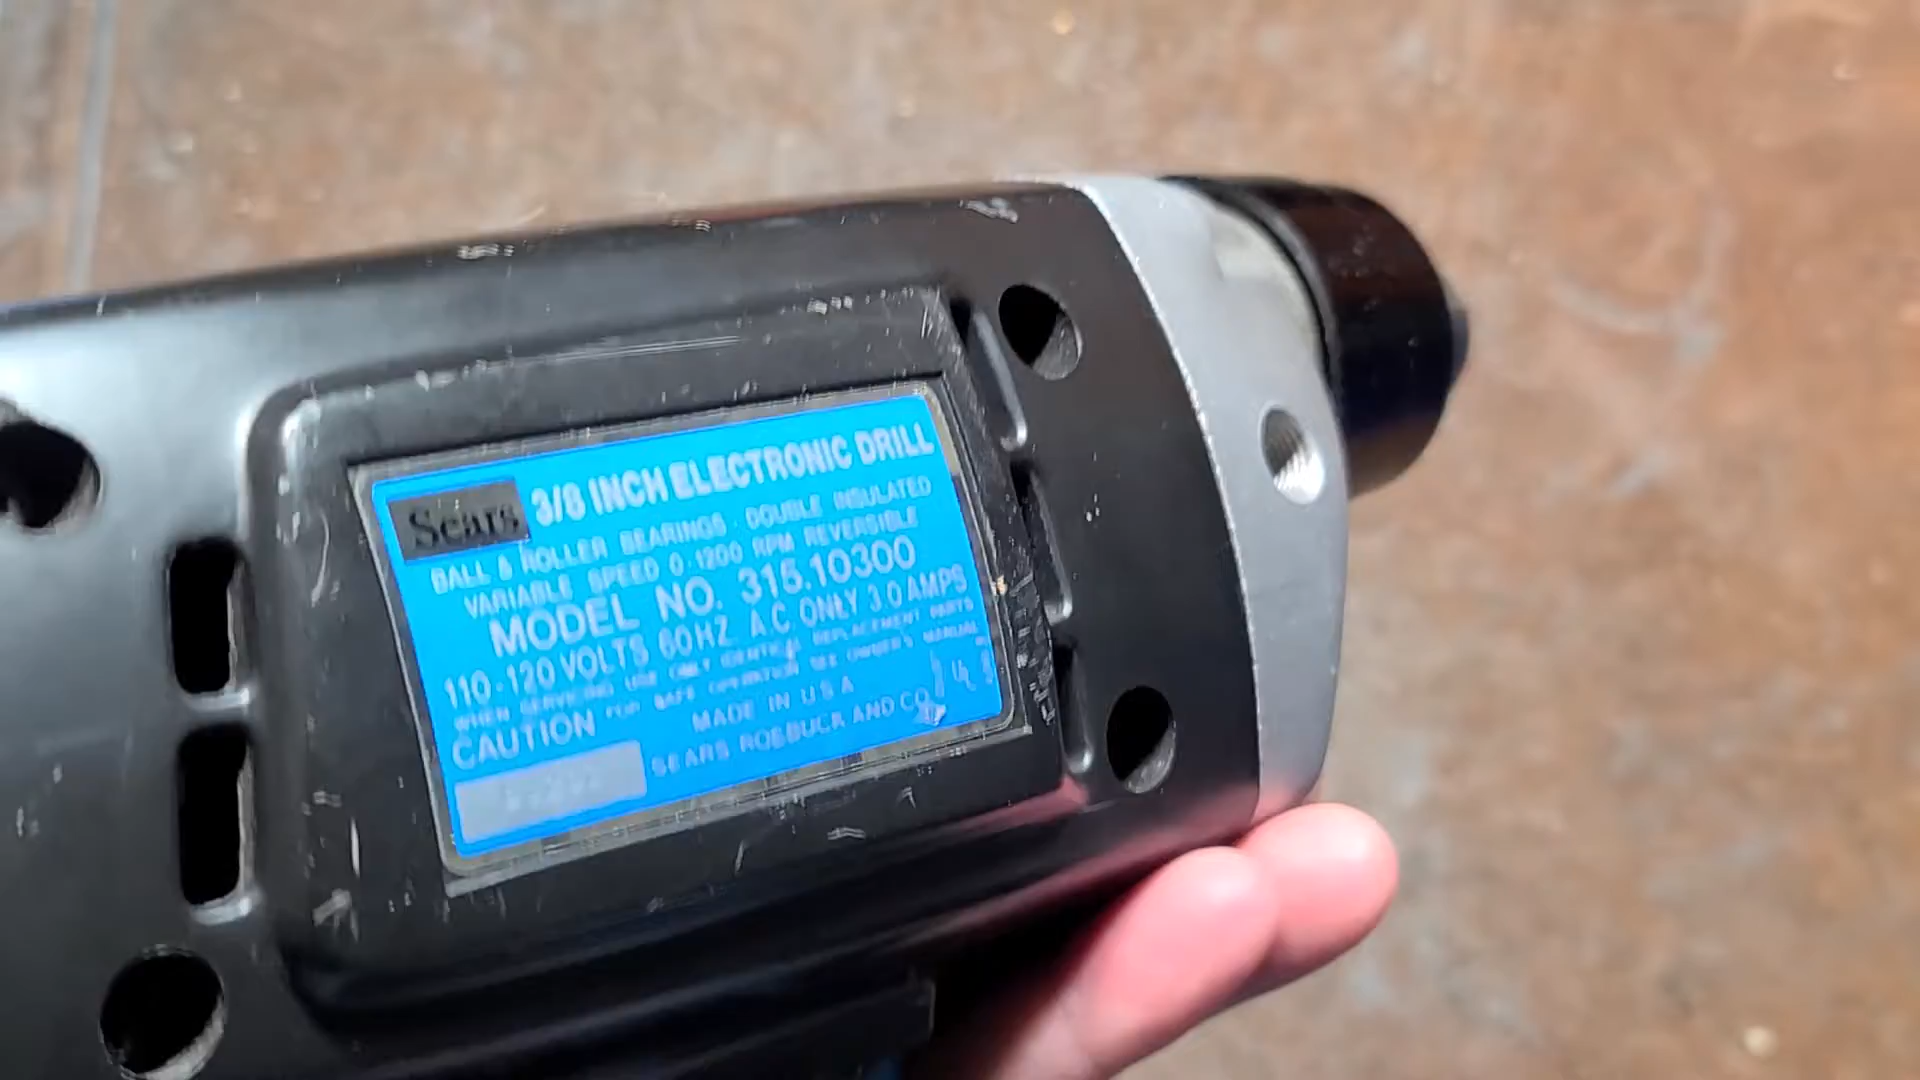 Sears 3/8 INCH ELECTRONIC DRILL
BALL & ROLLER BEARINGS · DOUBLE INSULATED
VARIABLE SPEED 0-1200 RPM REVERSIBLE
MODEL NO. 315.10300
110-120 VOLTS 60HZ A.C ONLY 3.0 AMPS
WHEN SERVICING USE ONLY IDENTICAL REPLACEMENT PARTS
CAUTION FOR SAFE OPERATION SEE OWNER'S MANUAL
MADE IN U S A
SEARS ROEBUCK AND CO